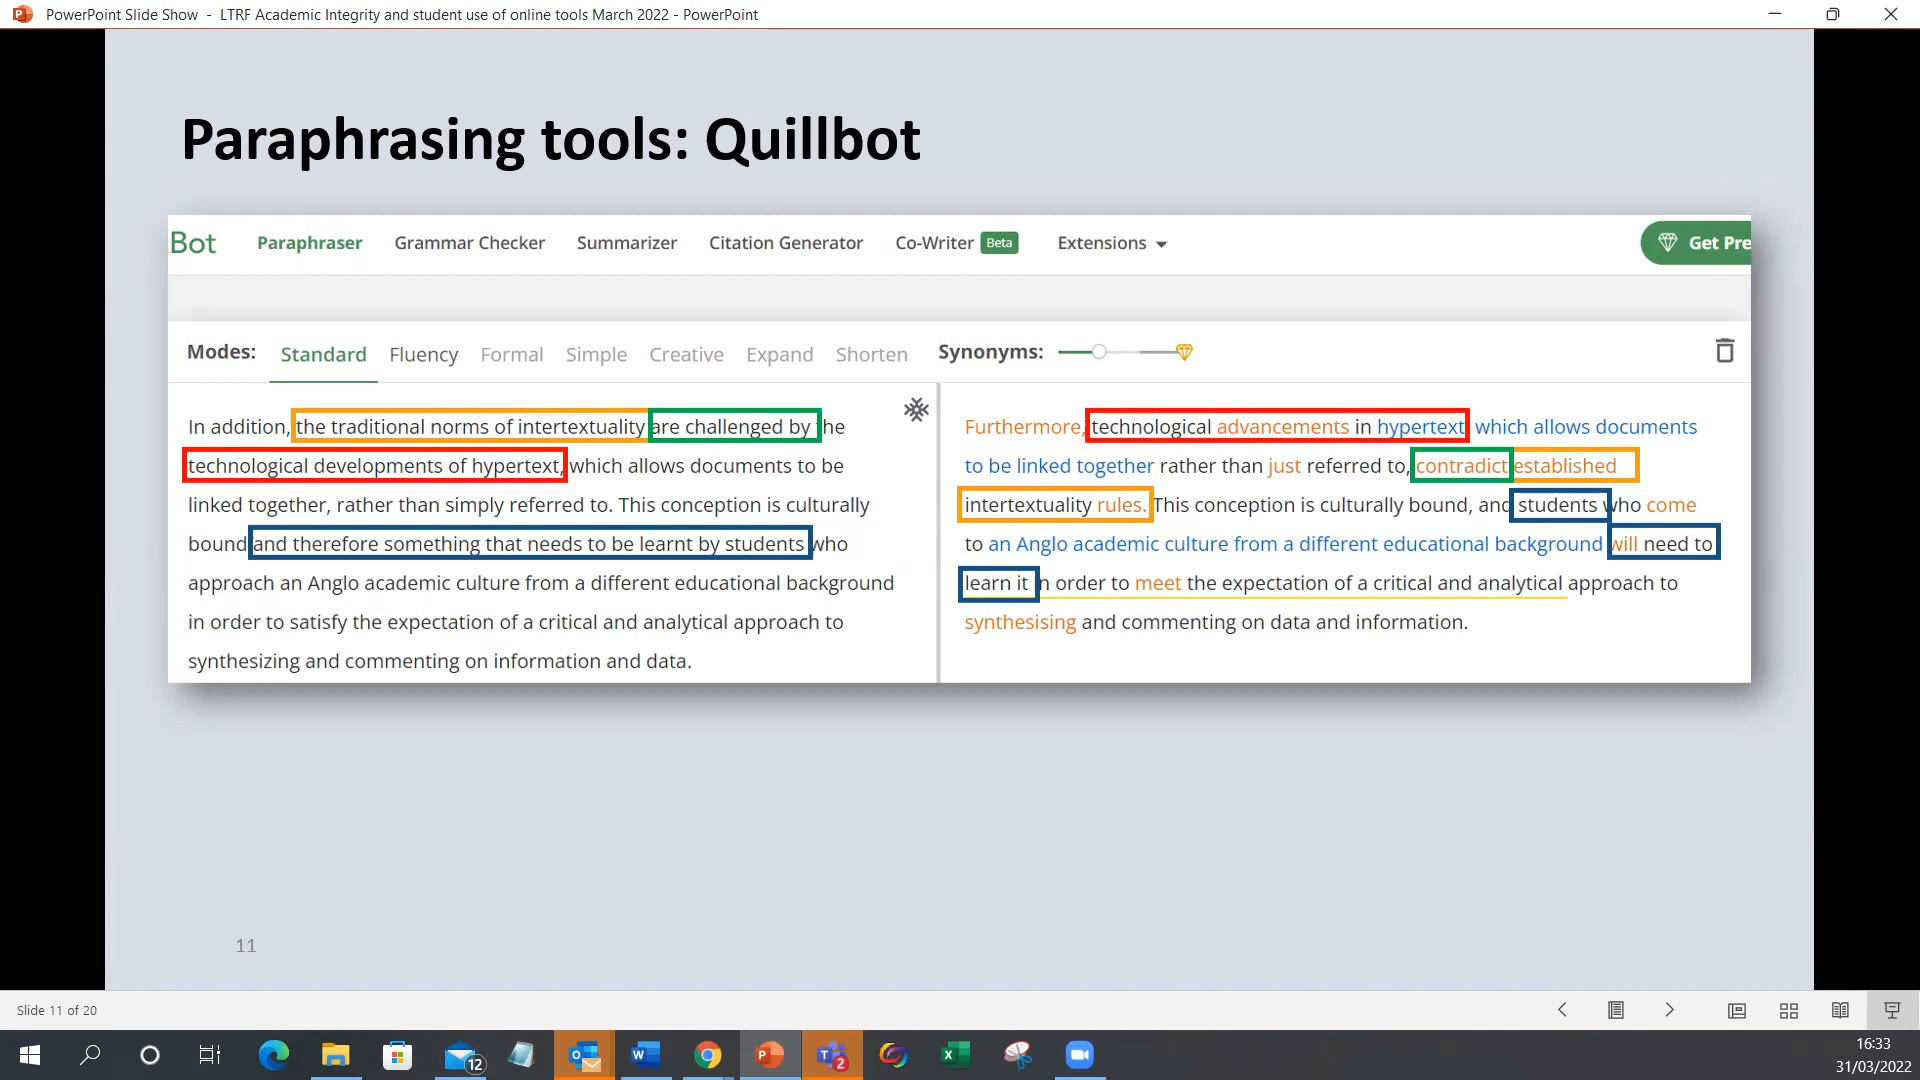 PowerPoint Slide Show - LTRF Academic Integrity and student use of online tools March 2022 - PowerPoint
Paraphrasing tools: Quillbot
Bot Paraphraser Grammar Checker Summarizer Citation Generator Co-Writer Beta Extensions Get Pre
Modes: Standard Fluency Formal Simple Creative Expand Shorten Synonyms:
In addition, the traditional norms of intertextuality are challenged by the
technological developments of hypertext, which allows documents to be
linked together, rather than simply referred to. This conception is culturally
bound and therefore something that needs to be learnt by students who
approach an Anglo academic culture from a different educational background
in order to satisfy the expectation of a critical and analytical approach to
synthesizing and commenting on information and data.
Furthermore, technological advancements in hypertext, which allows documents
to be linked together rather than just referred to, contradict established
intertextuality rules. This conception is culturally bound, and students who come
to an Anglo academic culture from a different educational background will need to
learn it in order to meet the expectation of a critical and analytical approach to
synthesising and commenting on data and information.
11
Slide 11 of 20
12
2
16:33
31/03/2022